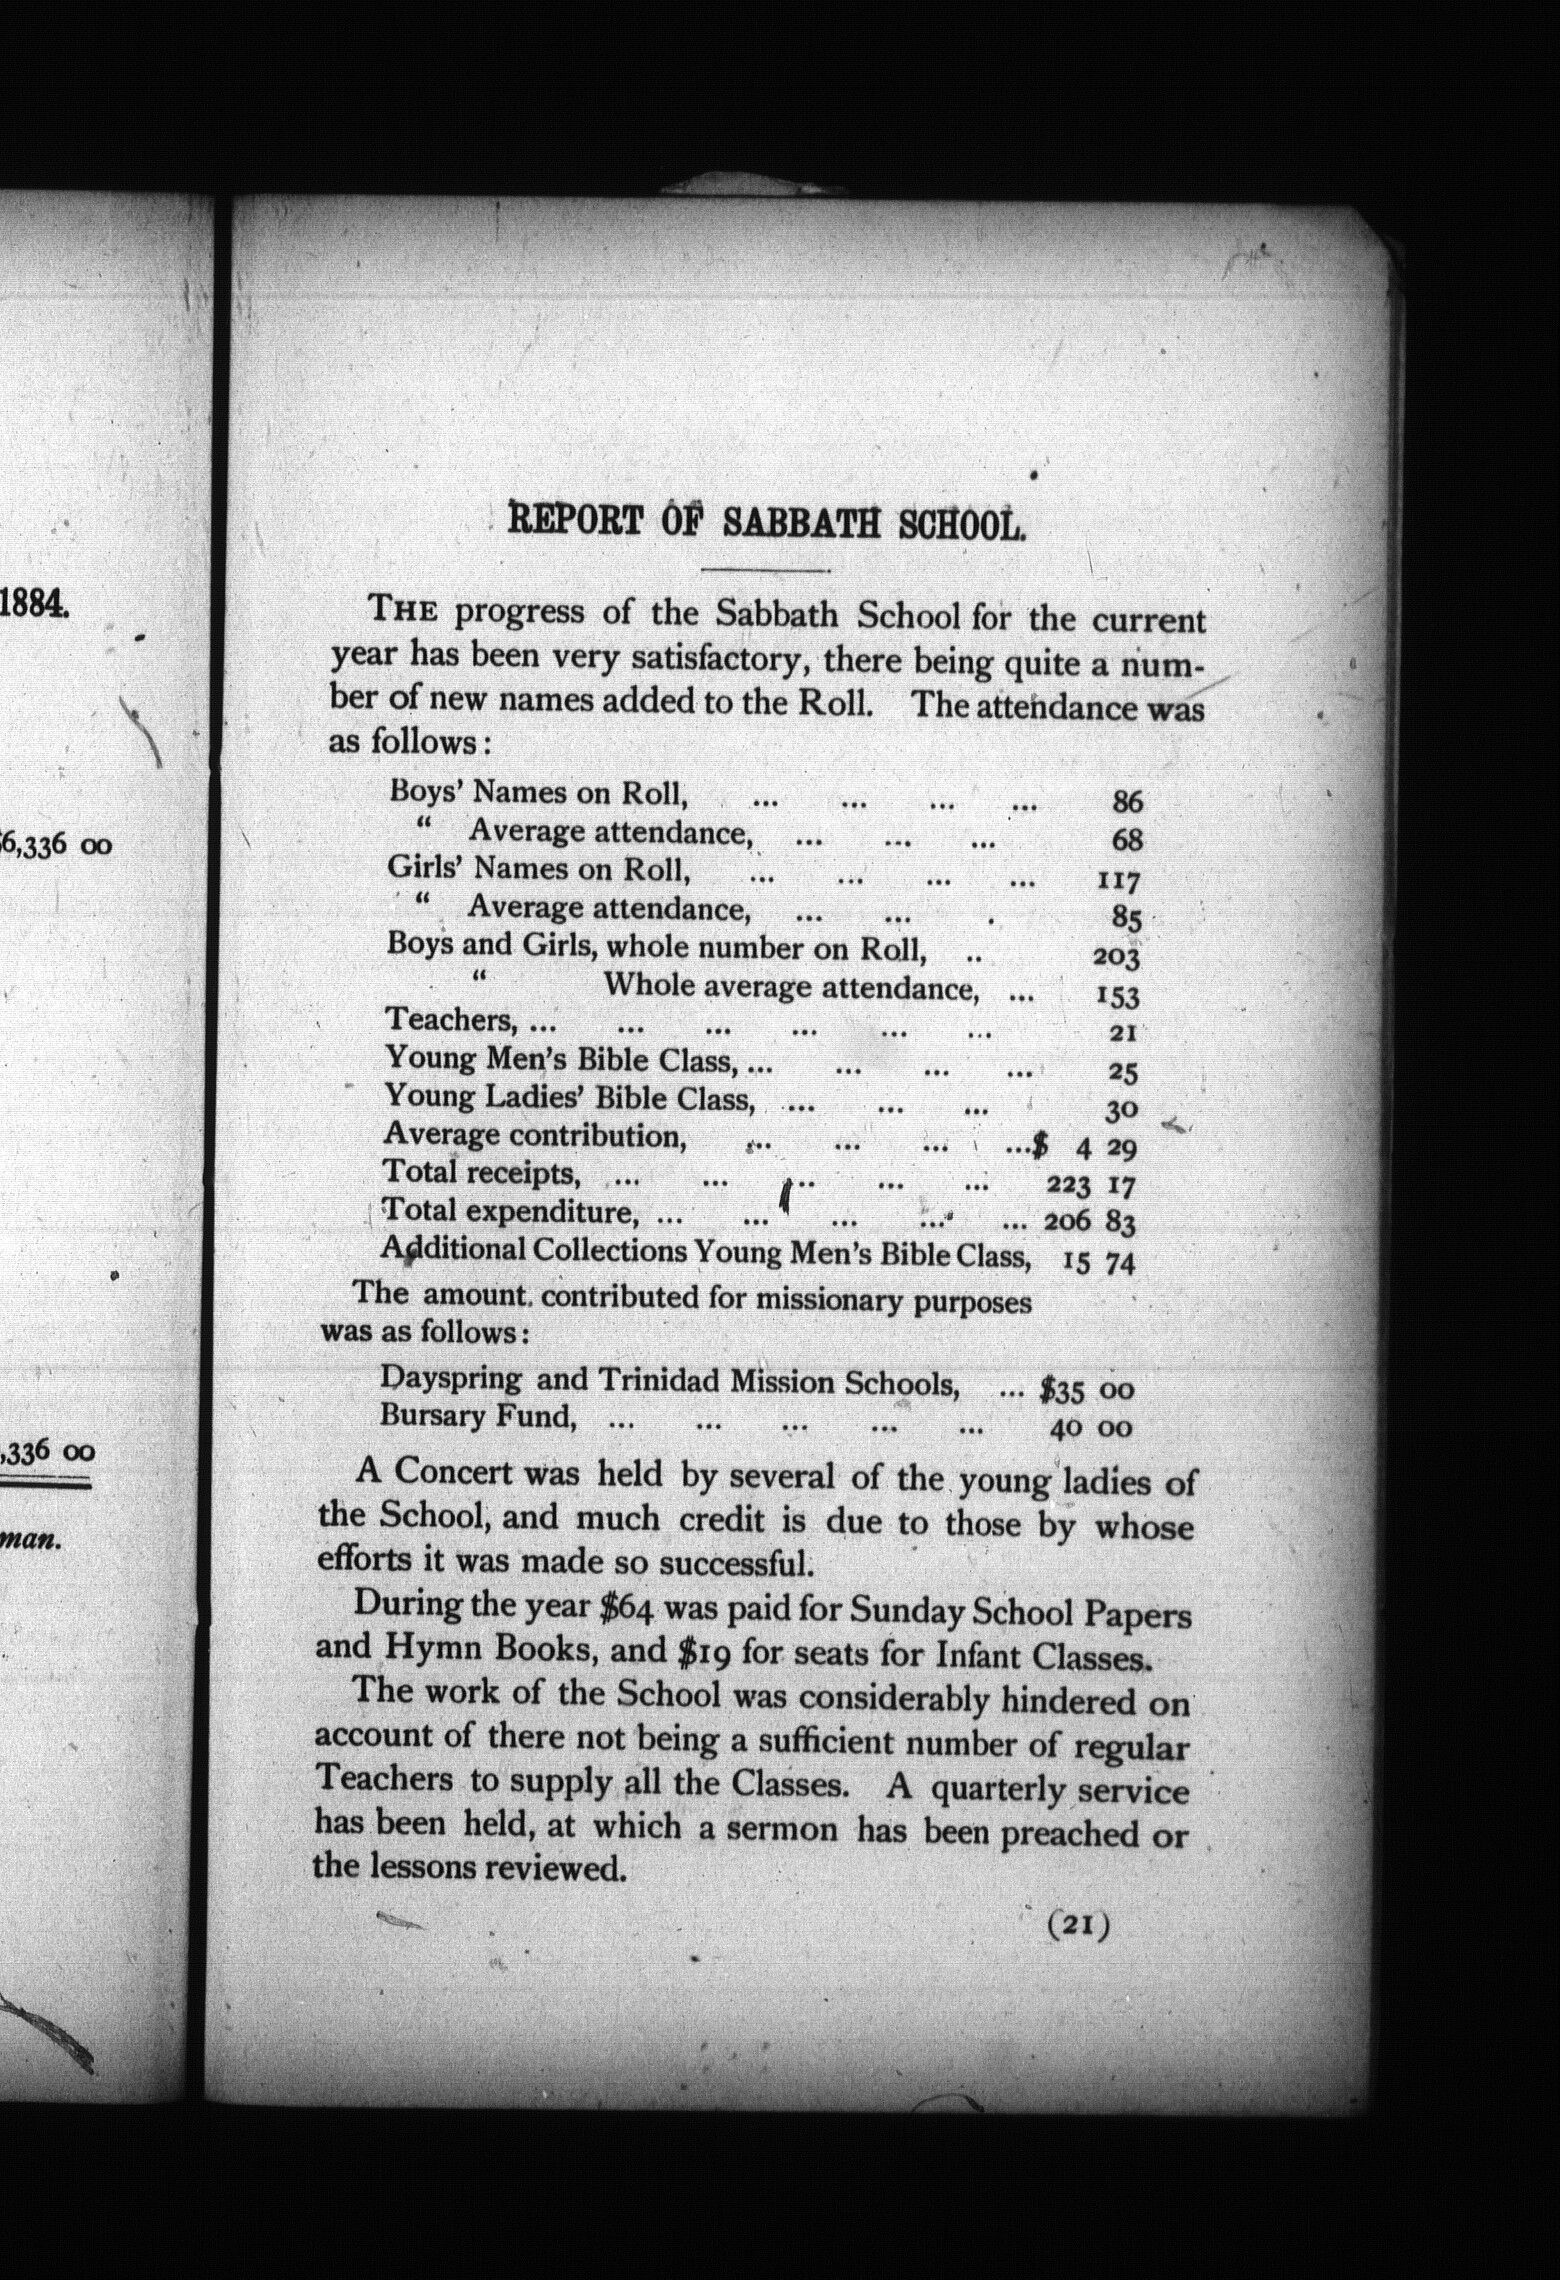 1884.
6,336 00
,336 00
man.
REPORT OF SABBATH SCHOOL.
THE progress of the Sabbath School for the current
year has been very satisfactory, there being quite a num-
ber of new names added to the Roll. The attendance was
as follows:
Boys' Names on Roll, ... ... ... ... 86
“ Average attendance, ... ... ... 68
Girls' Names on Roll, ... ... ... ... 117
“ Average attendance, ... ... . 85
Boys and Girls, whole number on Roll, .. 203
“ Whole average attendance, ... 153
Teachers, ... ... ... ... ... ... 21
Young Men's Bible Class, ... ... ... ... 25
Young Ladies' Bible Class, ... ... ... 30
Average contribution, ... ... ... ...$ 4 29
Total receipts, ... ... ... ... ... 223 17
Total expenditure, ... ... ... ... ... 206 83
Additional Collections Young Men's Bible Class, 15 74
The amount contributed for missionary purposes
was as follows:
Dayspring and Trinidad Mission Schools, ... $35 00
Bursary Fund, ... ... ... ... ... 40 00
A Concert was held by several of the young ladies of
the School, and much credit is due to those by whose
efforts it was made so successful.
During the year $64 was paid for Sunday School Papers
and Hymn Books, and $19 for seats for Infant Classes.
The work of the School was considerably hindered on
account of there not being a sufficient number of regular
Teachers to supply all the Classes. A quarterly service
has been held, at which a sermon has been preached or
the lessons reviewed.
(21)